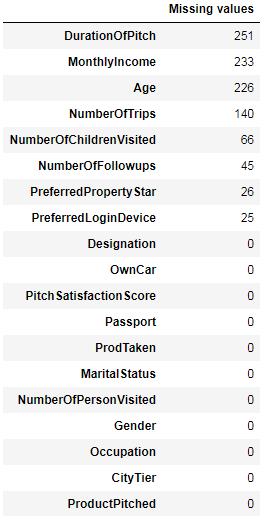 Missing values
DurationOfPitch 251
MonthlyIncome 233
Age 226
NumberOfTrips 140
NumberOfChildrenVisited 66
NumberOfFollowups 45
PreferredPropertyStar 26
PreferredLoginDevice 25
Designation 0
OwnCar 0
PitchSatisfactionScore 0
Passport 0
ProdTaken 0
MaritalStatus 0
NumberOfPersonVisited 0
Gender 0
Occupation 0
CityTier 0
ProductPitched 0